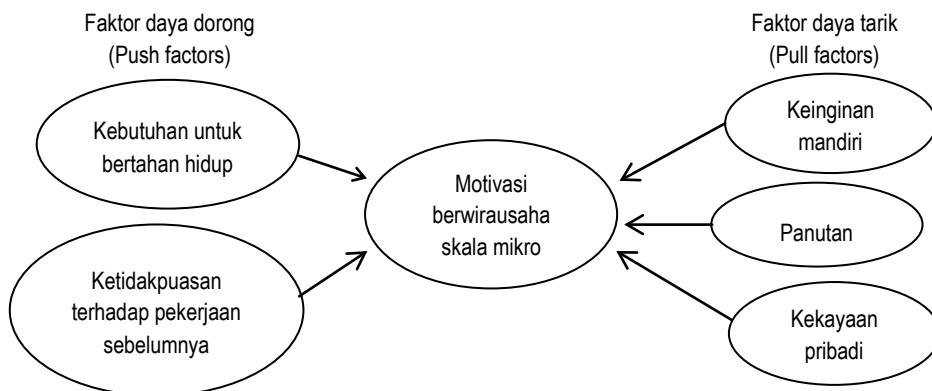 Faktor daya dorong
(Push factors)
Kebutuhan untuk
bertahan hidup
Ketidakpuasan
terhadap pekerjaan
sebelumnya
Motivasi
berwirausaha
skala mikro
Faktor daya tarik
(Pull factors)
Keinginan
mandiri
Panutan
Kekayaan
pribadi